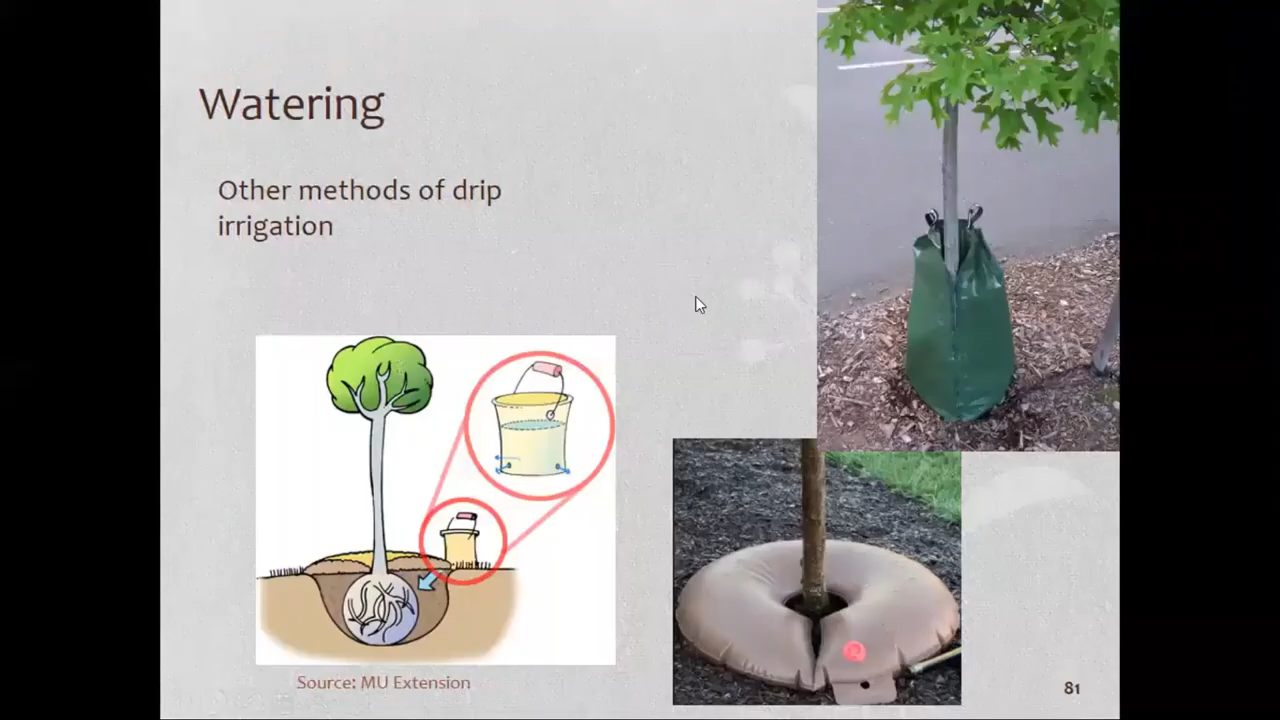 Watering
Other methods of drip
irrigation
Source: MU Extension
81